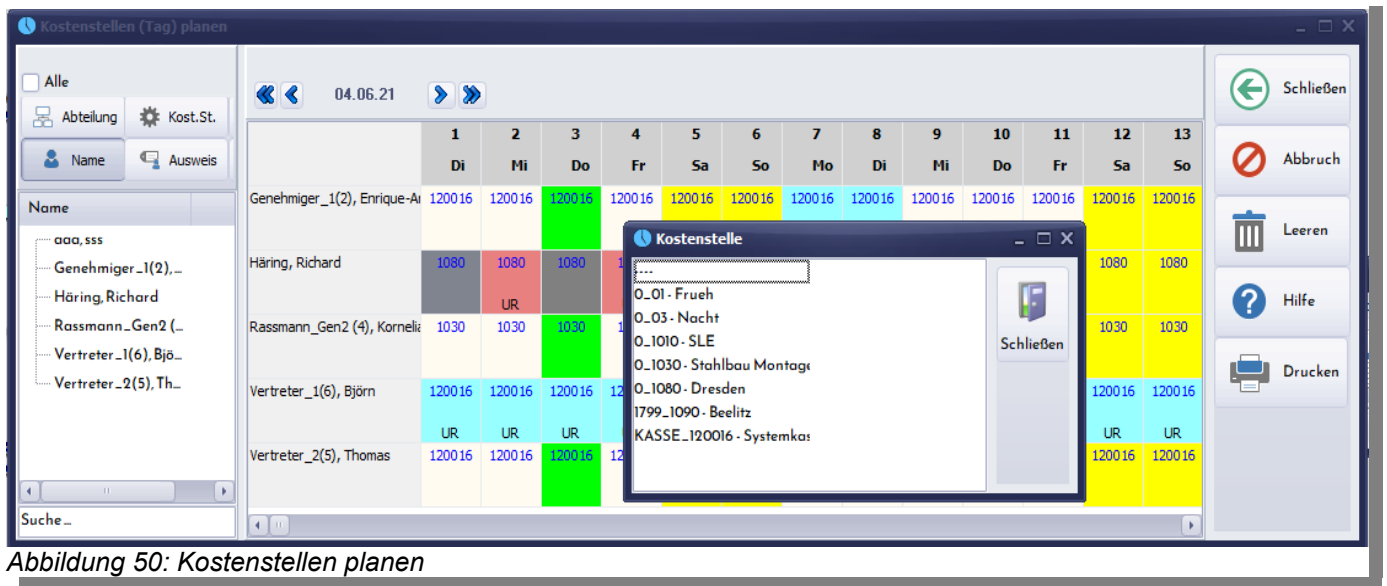 Kostenstellen (Tag) planen
Alle
Abteilung Kost.St.
Name Ausweis
Name
aaa, sss
Genehmiger_1(2),...
Häring, Richard
Rassmann_Gen2 (...
Vertreter_1(6), Bjö...
Vertreter_2(5), Th...
Suche...
04.06.21
1 2 3 4 5 6 7 8 9 10 11 12 13
Di Mi Do Fr Sa So Mo Di Mi Do Fr Sa So
Genehmiger_1(2), Enrique-A 120016 120016 120016 120016 120016 120016 120016 120016 120016 120016 120016 120016 120016
Häring, Richard 1080 1080 1080 1 1080 1080
UR
Rassmann_Gen2 (4), Kornelia 1030 1030 1030 1 1030 1030
Vertreter_1(6), Björn 120016 120016 120016 12 120016 120016
UR UR UR UR UR
Vertreter_2(5), Thomas 120016 120016 120016 12 120016 120016
Kostenstelle
----
0_01 - Frueh
0_03 - Nacht
0_1010 - SLE
0_1030 - Stahlbau Montage
0_1080 - Dresden
1799_1090 - Beelitz
KASSE_120016 - Systemkas
Schließen
Schließen
Abbruch
Leeren
Hilfe
Drucken
Abbildung 50: Kostenstellen planen